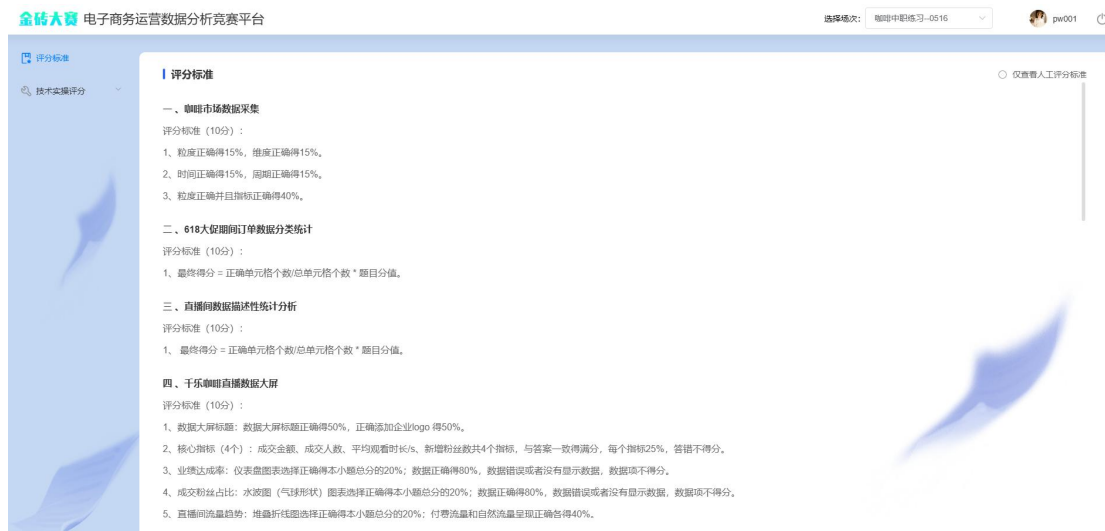 金砖大赛 电子商务运营数据分析竞赛平台
选择场次: 咖啡中职练习--0516
pw001
评分标准
技术实操评分
评分标准
仅查看人工评分标准
一、咖啡市场数据采集
评分标准（10分）:
1、粒度正确得15%，维度正确得15%。
2、时间正确得15%，周期正确得15%。
3、粒度正确并且指标正确得40%。
二、618大促期间订单数据分类统计
评分标准（10分）:
1、最终得分 = 正确单元格个数/总单元格个数 * 题目分值。
三、直播间数据描述性统计分析
评分标准（10分）:
1、 最终得分 = 正确单元格个数/总单元格个数 * 题目分值。
四、千乐咖啡直播数据大屏
评分标准（10分）:
1、数据大屏标题: 数据大屏标题正确得50%，正确添加企业logo 得50%。
2、核心指标（4个）: 成交金额、成交人数、平均观看时长/s、新增粉丝数共4个指标，与答案一致得满分，每个指标25%，答错不得分。
3、业绩达成率: 仪表盘图表选择正确得本小题总分的20%; 数据正确得80%，数据错误或者没有显示数据，数据项不得分。
4、成交粉丝占比: 水波图（气球形状）图表选择正确得本小题总分的20%; 数据正确得80%，数据错误或者没有显示数据，数据项不得分。
5、直播间流量趋势: 堆叠折线图选择正确得本小题总分的20%; 付费流量和自然流量呈现正确各得40%。